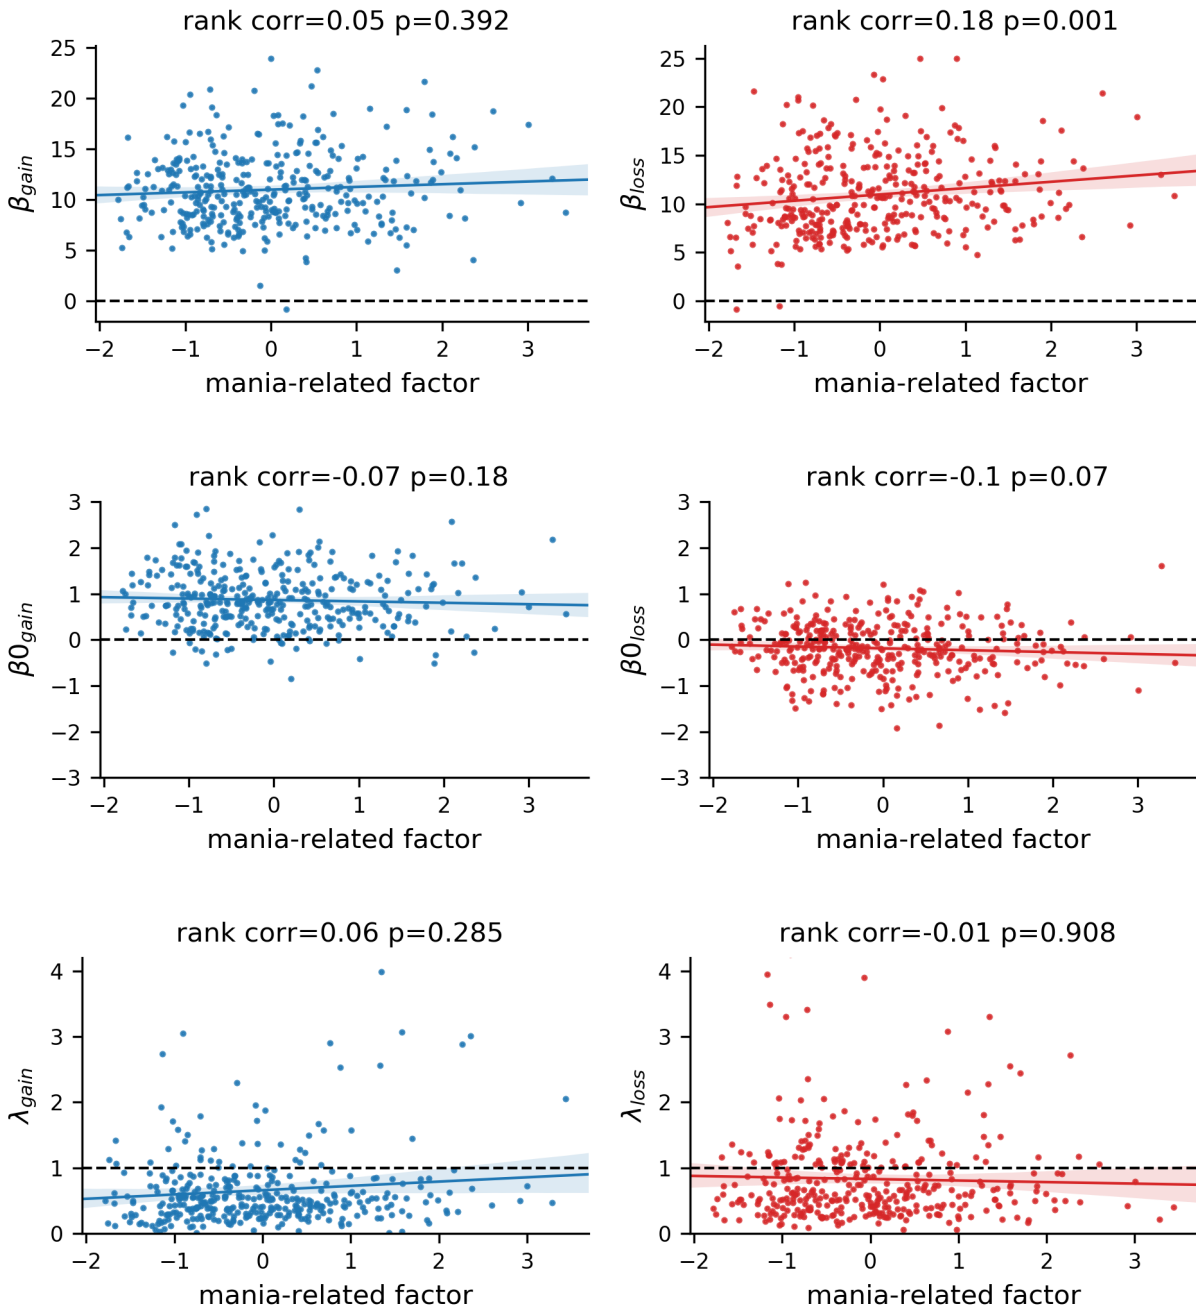 rank corr=0.05 p=0.392
rank corr=0.18 p=0.001
25
20
15
10
5
0
βgain
−2 −1 0 1 2 3
mania-related factor
25
20
15
10
5
0
βloss
−2 −1 0 1 2 3
mania-related factor
rank corr=-0.07 p=0.18
rank corr=-0.1 p=0.07
3
2
1
0
−1
−2
−3
β0gain
−2 −1 0 1 2 3
mania-related factor
3
2
1
0
−1
−2
−3
β0loss
−2 −1 0 1 2 3
mania-related factor
rank corr=0.06 p=0.285
rank corr=-0.01 p=0.908
4
3
2
1
0
λgain
−2 −1 0 1 2 3
mania-related factor
4
3
2
1
0
λloss
−2 −1 0 1 2 3
mania-related factor